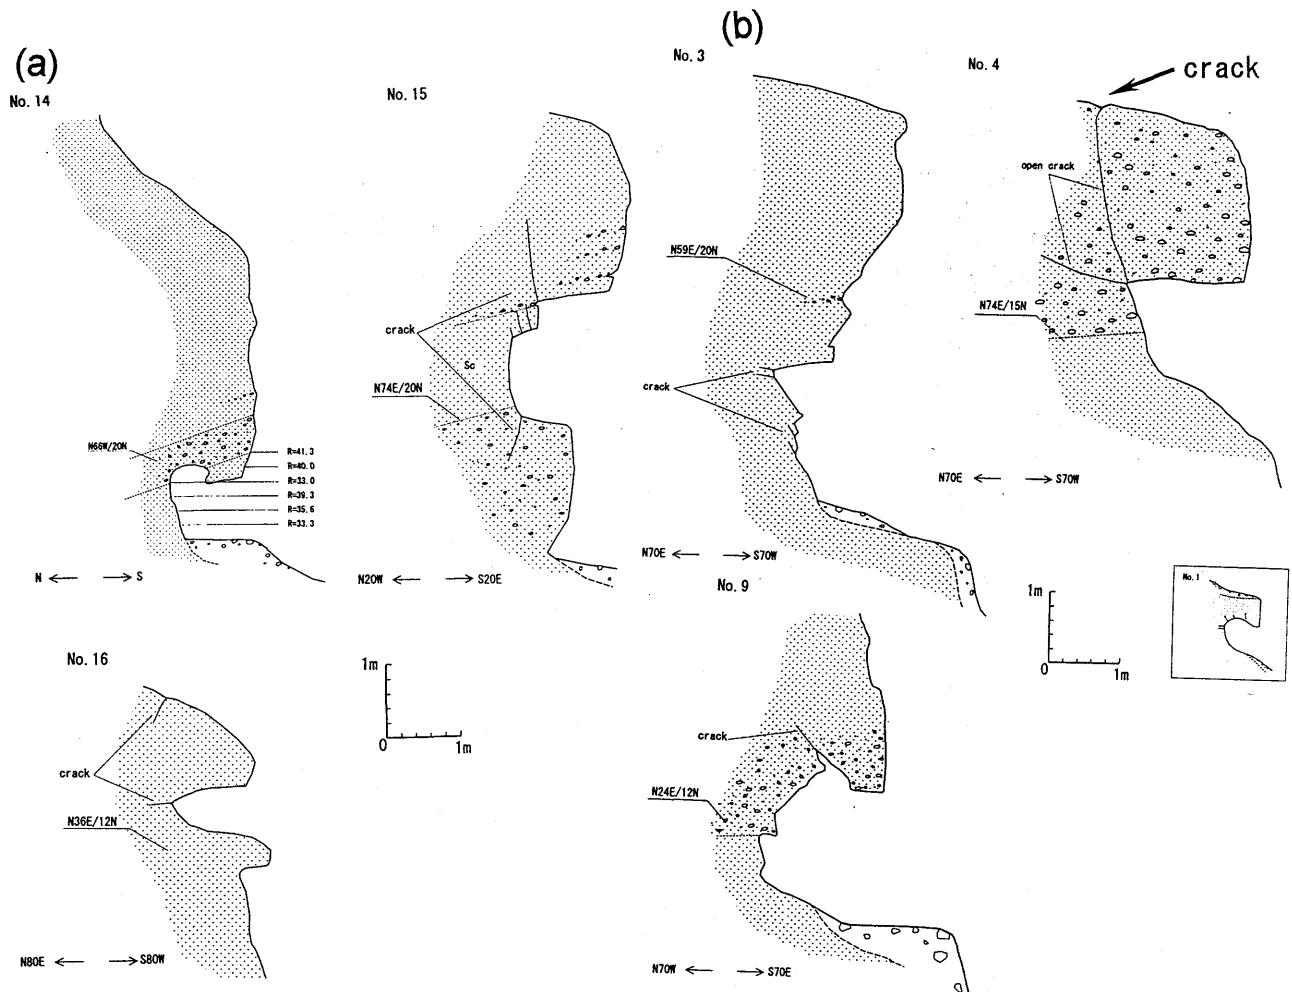 (a)
No. 14
N66W/20N
R=41.3
R=40.0
R=33.0
R=39.3
R=35.6
R=33.3
N S
No. 15
crack
Sc
N74E/20N
N20W S20E
No. 16
crack
N36E/12N
N80E S80W
1m
0 1m
(b)
No. 3
N59E/20N
crack
N70E S70W
No. 4
crack
open crack
N74E/15N
N70E S70W
No. 9
crack
N24E/12N
N70W S70E
1m
0 1m
No. 1